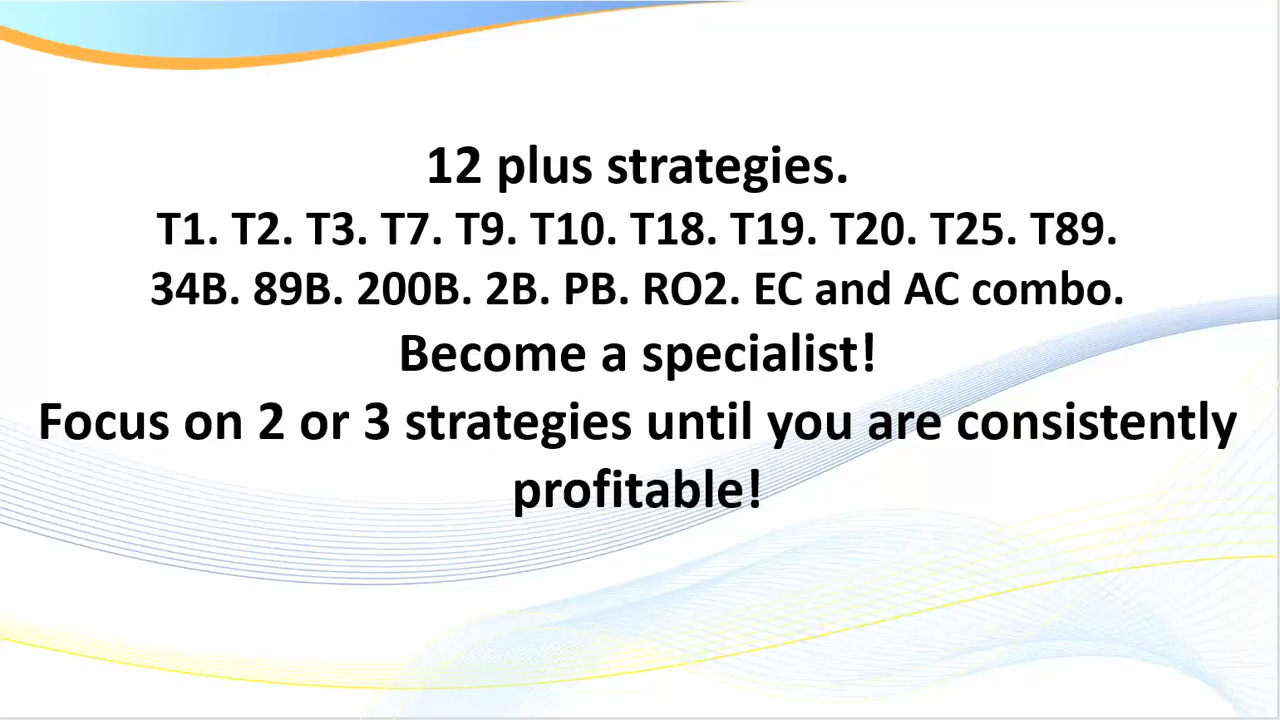 12 plus strategies.
T1. T2. T3. T7. T9. T10. T18. T19. T20. T25. T89.
34B. 89B. 200B. 2B. PB. RO2. EC and AC combo.
Become a specialist!
Focus on 2 or 3 strategies until you are consistently
profitable!